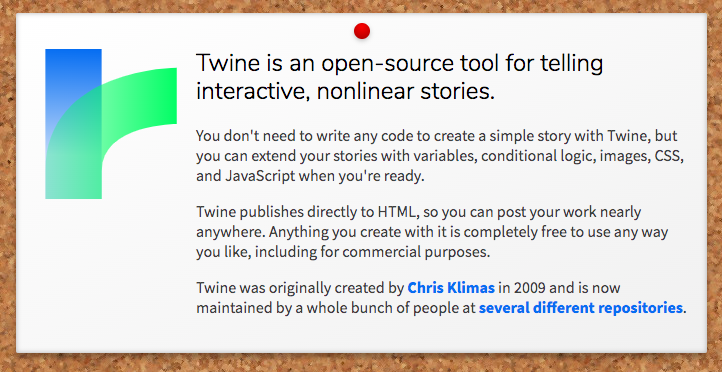 Twine is an open-source tool for telling
interactive, nonlinear stories.
You don't need to write any code to create a simple story with Twine, but
you can extend your stories with variables, conditional logic, images, CSS,
and JavaScript when you're ready.
Twine publishes directly to HTML, so you can post your work nearly
anywhere. Anything you create with it is completely free to use any way
you like, including for commercial purposes.
Twine was originally created by Chris Klimas in 2009 and is now
maintained by a whole bunch of people at several different repositories.